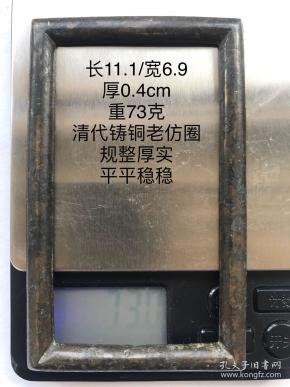 长11.1/宽6.9
厚0.4cm
重73克
清代铸铜老仿圈
规整厚实
平平稳稳
730
孔夫子旧书网
www.kongfz.com